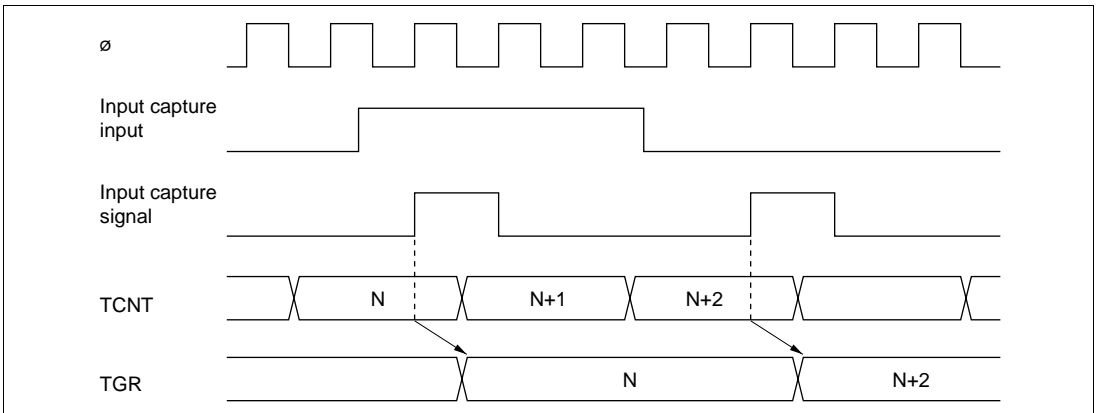 ø
Input capture
input
Input capture
signal
TCNT N N+1 N+2
TGR N N+2